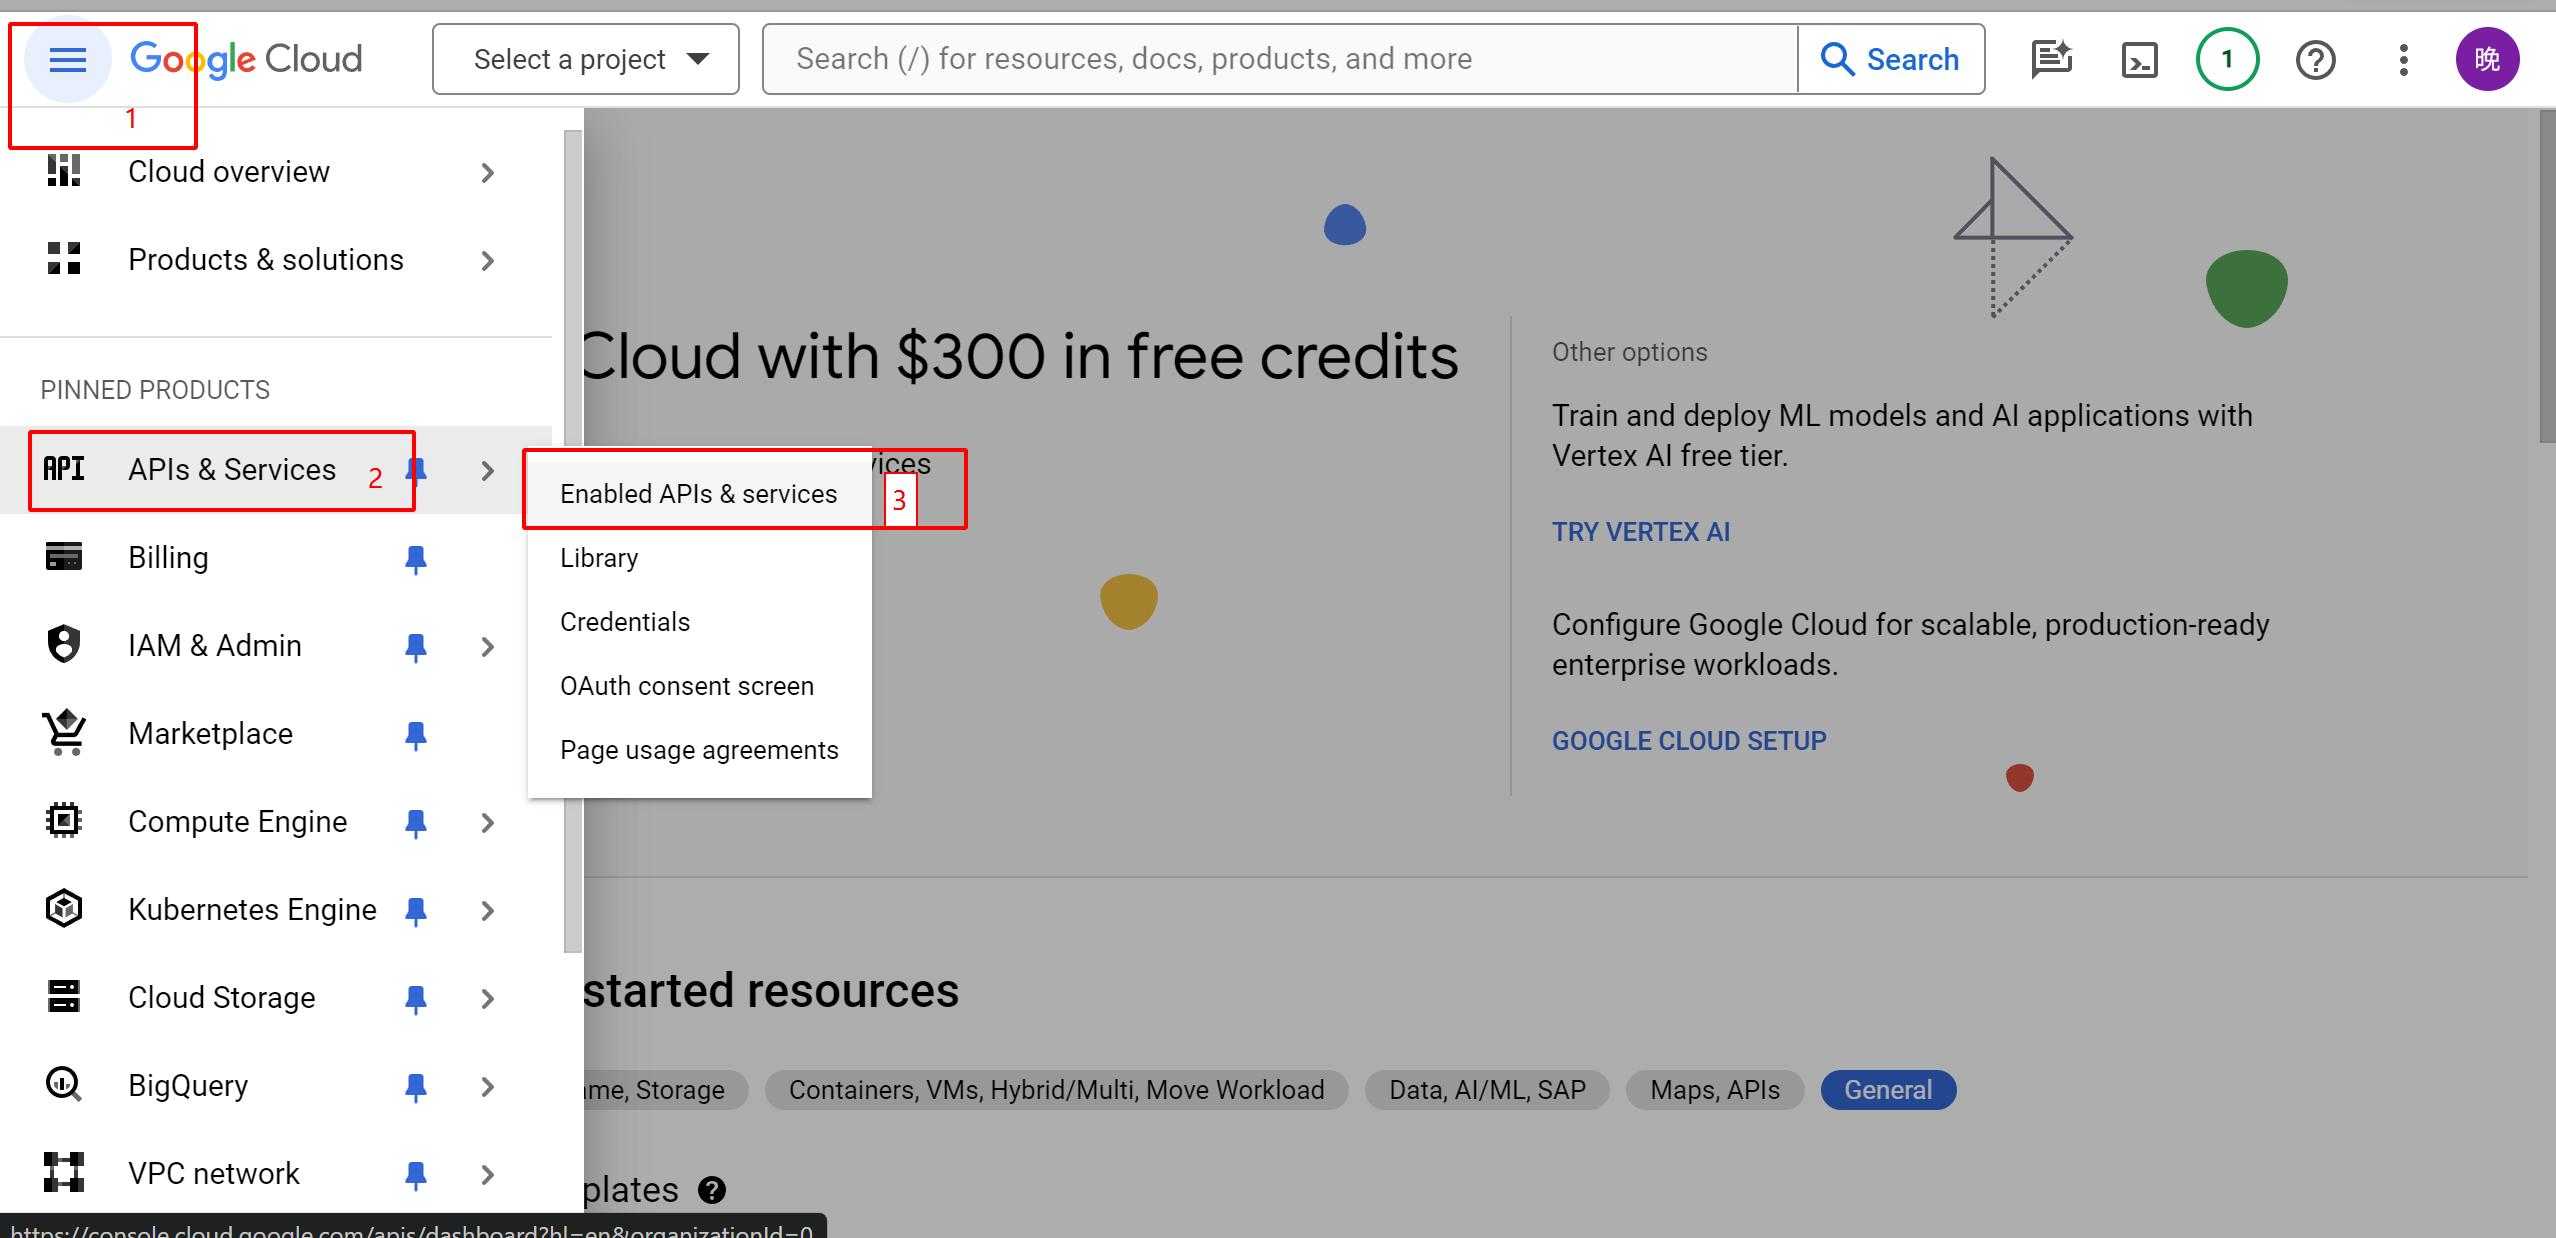 Google Cloud
Select a project
Search (/) for resources, docs, products, and more
Search
1
晚
1
Cloud overview
Products & solutions
PINNED PRODUCTS
API
APIs & Services
2
Billing
IAM & Admin
Marketplace
Compute Engine
Kubernetes Engine
Cloud Storage
BigQuery
VPC network
Enabled APIs & services
3
Library
Credentials
OAuth consent screen
Page usage agreements
Cloud with $300 in free credits
vices
Other options
Train and deploy ML models and AI applications with
Vertex AI free tier.
TRY VERTEX AI
Configure Google Cloud for scalable, production-ready
enterprise workloads.
GOOGLE CLOUD SETUP
started resources
ame, Storage
Containers, VMs, Hybrid/Multi, Move Workload
Data, AI/ML, SAP
Maps, APIs
General
plates
https://console.cloud.google.com/apis/dashboard?hl=en&organizationId=0